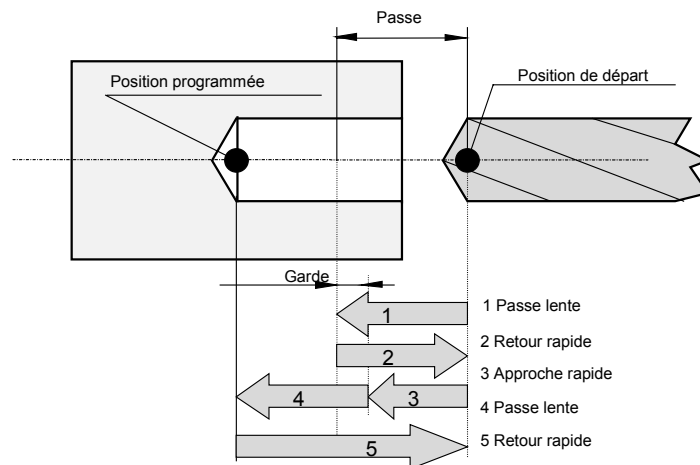 Passe
Position programmée
Position de départ
Garde
1
1 Passe lente
2
2 Retour rapide
3 Approche rapide
4
3
4 Passe lente
5
5 Retour rapide